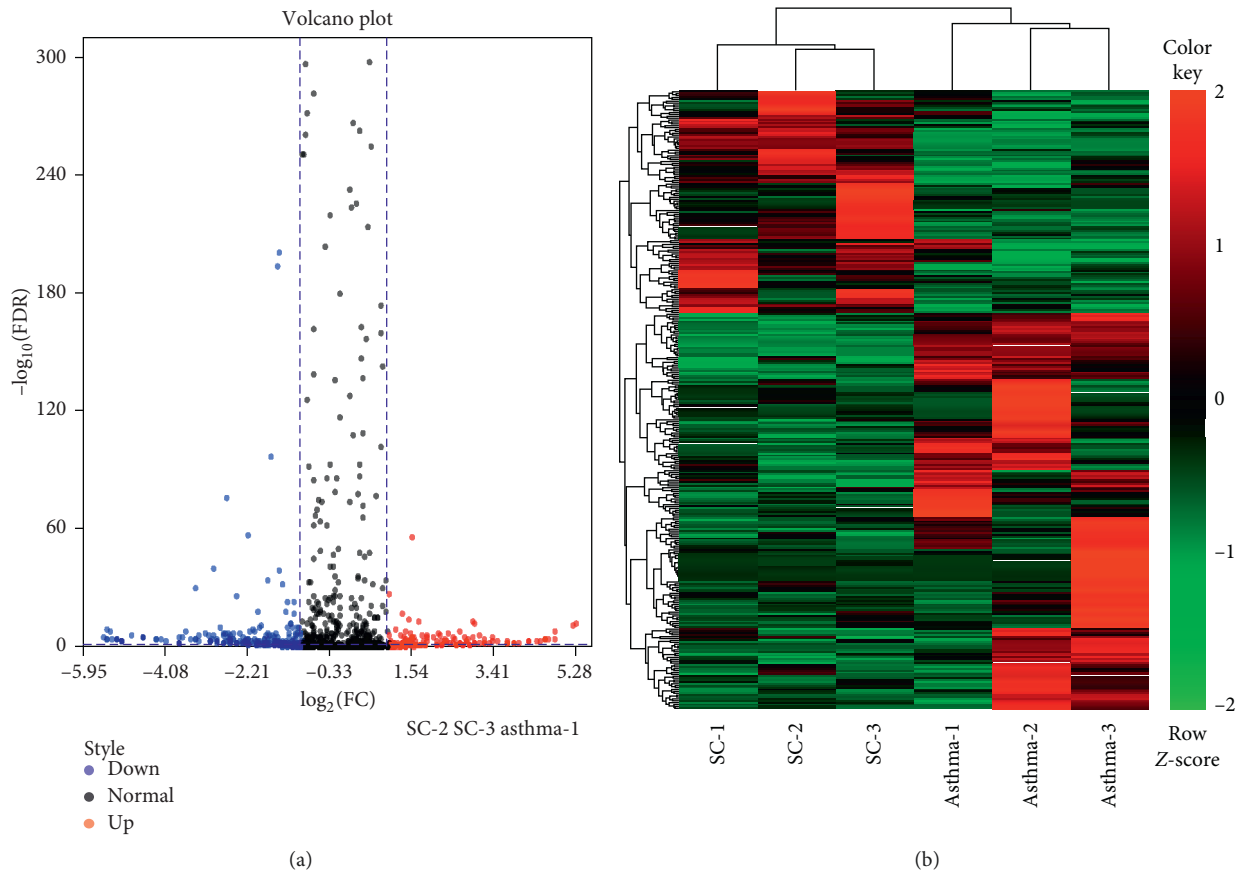 Volcano plot
300
240
180
120
60
0
−log10(FDR)
−5.95 −4.08 −2.21 −0.33 1.54 3.41 5.28
log2(FC)
SC-2 SC-3 asthma-1
Style
Down
Normal
Up
(a)
Color
key
2
1
0
−1
−2
Row
Z-score
SC-1
SC-2
SC-3
Asthma-1
Asthma-2
Asthma-3
(b)